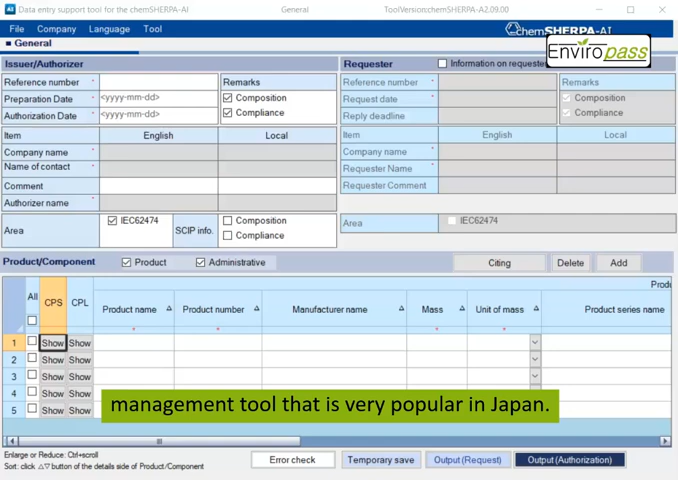 Data entry support tool for the chemSHERPA-AI General ToolVersion:chemSHERPA-A2.09.00
File Company Language Tool
chemSHERPA-AI
General
Enviropass
Issuer/Authorizer
Requester Information on requester
Reference number * Remarks
Preparation Date * <yyyy-mm-dd> Composition
Authorization Date * <yyyy-mm-dd> Compliance
Reference number * Remarks
Request date * Composition
Reply deadline Compliance
Item English Local
Company name *
Name of contact *
Comment
Authorizer name *
Item English Local
Company name *
Requester Name *
Requester Comment
Area IEC62474 SCIP info. Composition
Compliance
Area IEC62474
Product/Component Product Administrative Citing Delete Add
Produ
All CPS CPL Product name Product number Manufacturer name Mass Unit of mass Product series name
1 Show Show
2 Show Show
3 Show Show
4 Show Show
5 Show Show
management tool that is very popular in Japan.
Enlarge or Reduce: Ctrl+scroll
Sort: click △▽ button of the details side of Product/Component
Error check Temporary save Output(Request) Output(Authorization)